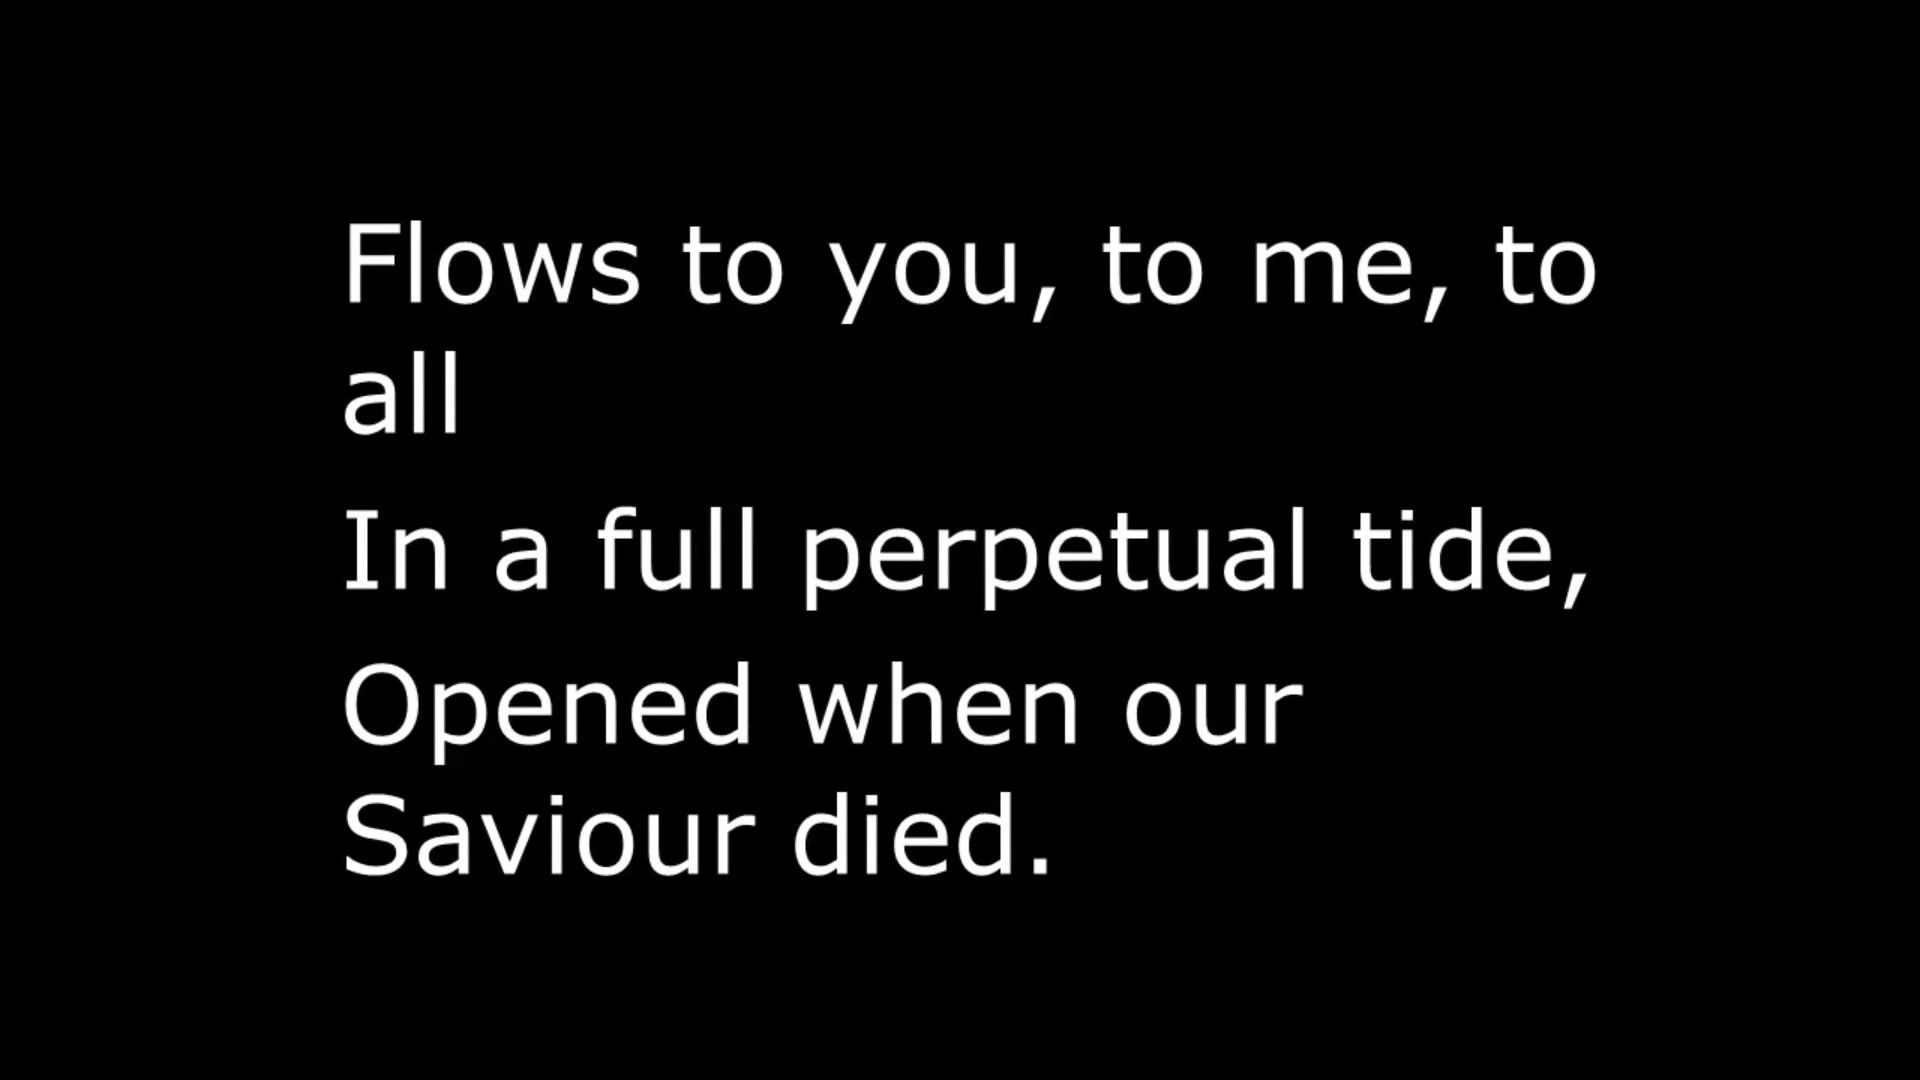 Flows to you, to me, to
all
In a full perpetual tide,
Opened when our
Saviour died.